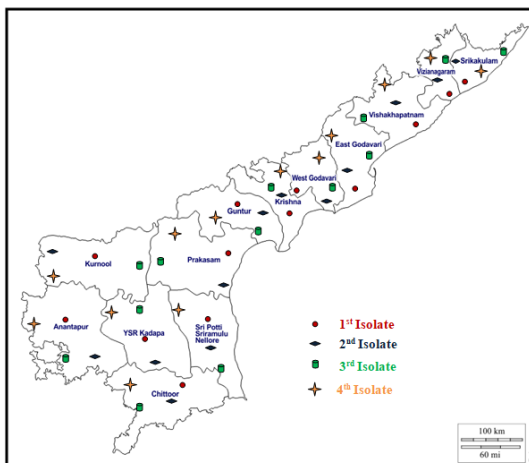 Srikakulam
Vizianagaram
Vishakhapatnam
East Godavari
West Godavari
Krishna
Guntur
Prakasam
Kurnool
Anantapur
YSR Kadapa
Sri Potti
Sriramulu
Nellore
Chittoor
1st Isolate
2nd Isolate
3rd Isolate
4th Isolate
100 km
60 mi